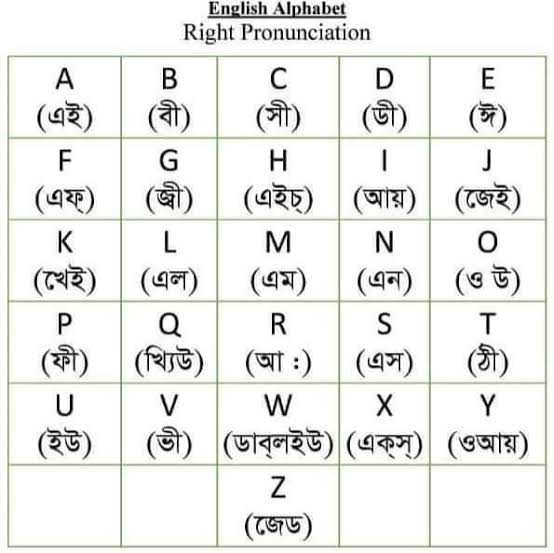 English Alphabet
Right Pronunciation
A B C D E
(এই) (বী) (সী) (ডী) (ঈ)
F G H I J
(এফ্) (জ্বী) (এইচ্) (আয়) (জেই)
K L M N O
(খেই) (এল) (এম) (এন) (ও উ)
P Q R S T
(ফী) (খ্যিউ) (আ :) (এস) (ঠী)
U V W X Y
(ইউ) (ভী) (ডাব্লইউ) (এক্স্) (ওআয়)
Z
(জেড)